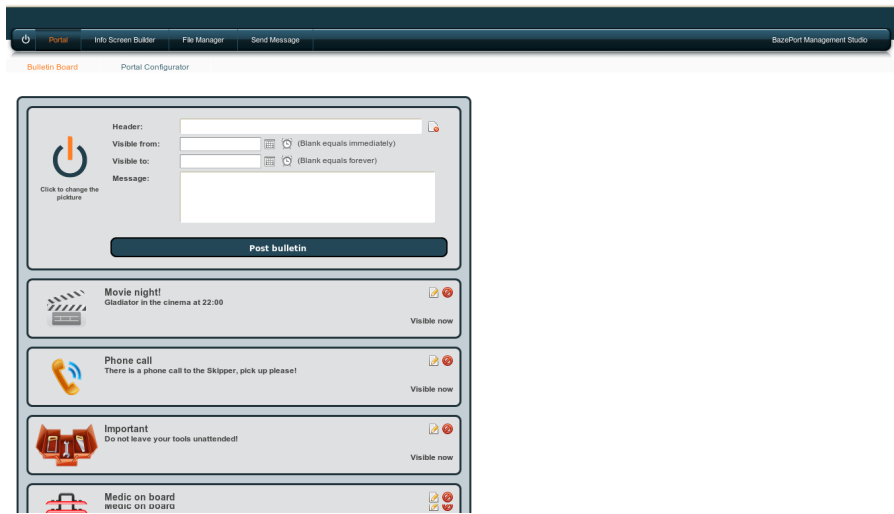 Portal Info Screen Builder File Manager Send Message BazePort Management Studio
Bulletin Board Portal Configurator
Header:
Visible from: (Blank equals immediately)
Visible to: (Blank equals forever)
Message:
Click to change the
pickture
Post bulletin
Movie night!
Gladiator in the cinema at 22:00
Visible now
Phone call
There is a phone call to the Skipper, pick up please!
Visible now
Important
Do not leave your tools unattended!
Visible now
Medic on board
Medic on board